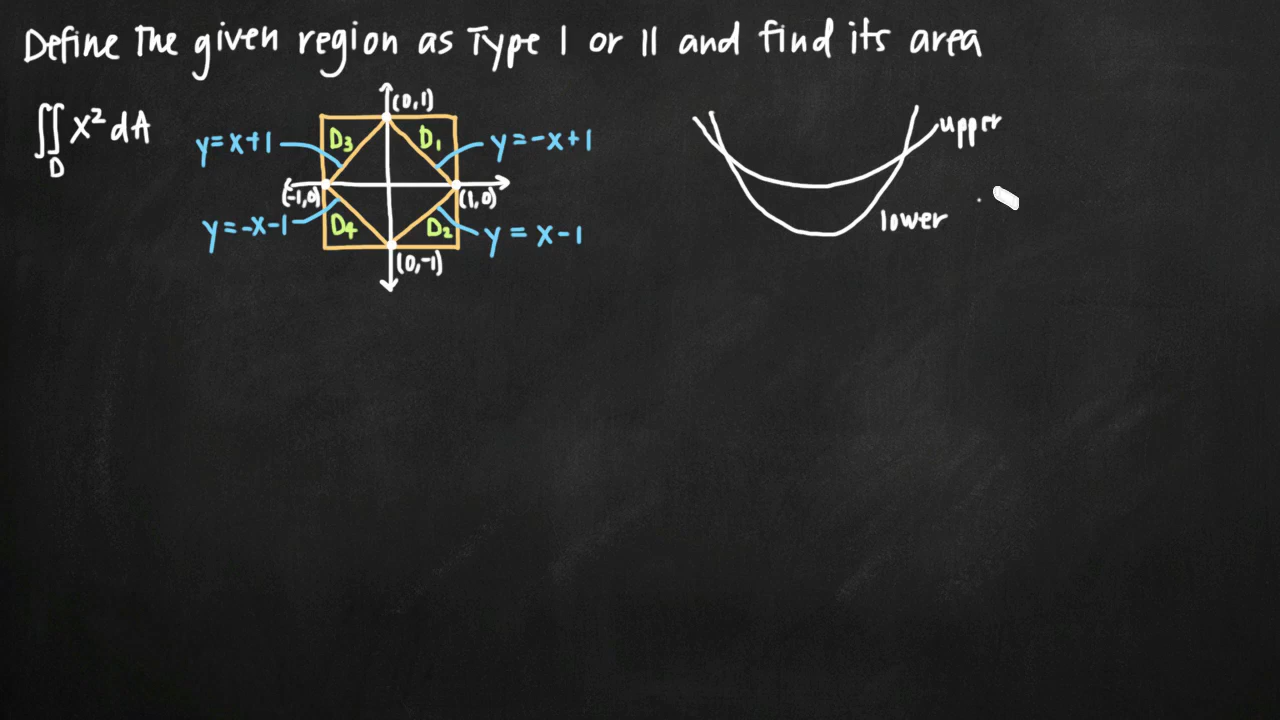 Define the given region as Type I or II and find its area
∬_D x² dA
(0,1)
y=x+1
D₃
D₁
y=-x+1
(-1,0)
(1,0)
y=-x-1
D₄
D₂
y=x-1
(0,-1)
upper
lower